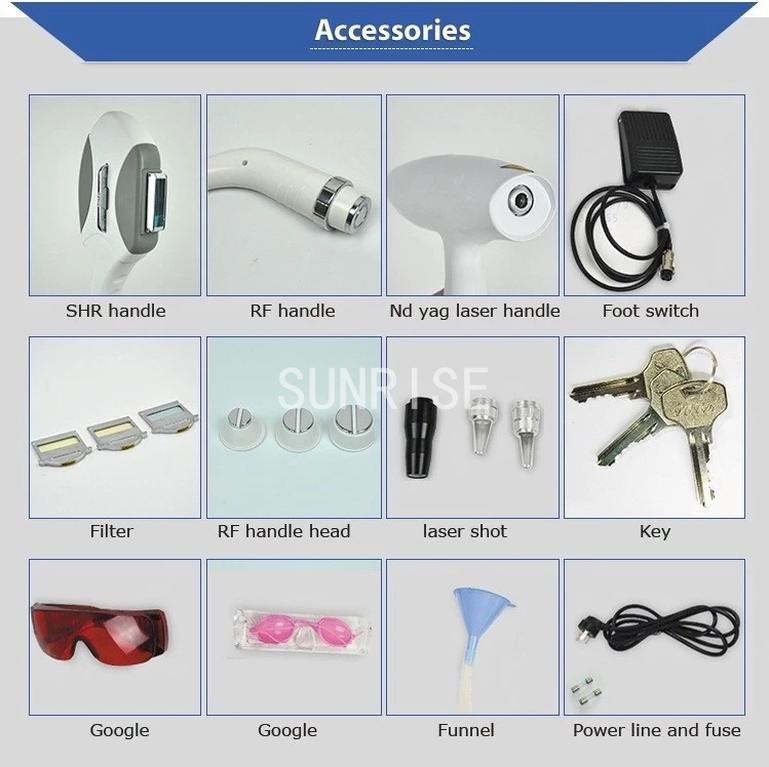 Accessories
SHR handle
RF handle
Nd yag laser handle
Foot switch
SUNRISE
Filter
RF handle head
laser shot
Key
Google
Google
Funnel
Power line and fuse